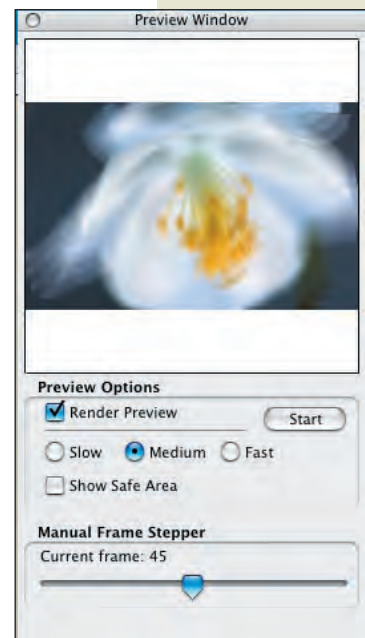 Preview Window
Preview Options
Render Preview
Start
Slow Medium Fast
Show Safe Area
Manual Frame Stepper
Current frame: 45